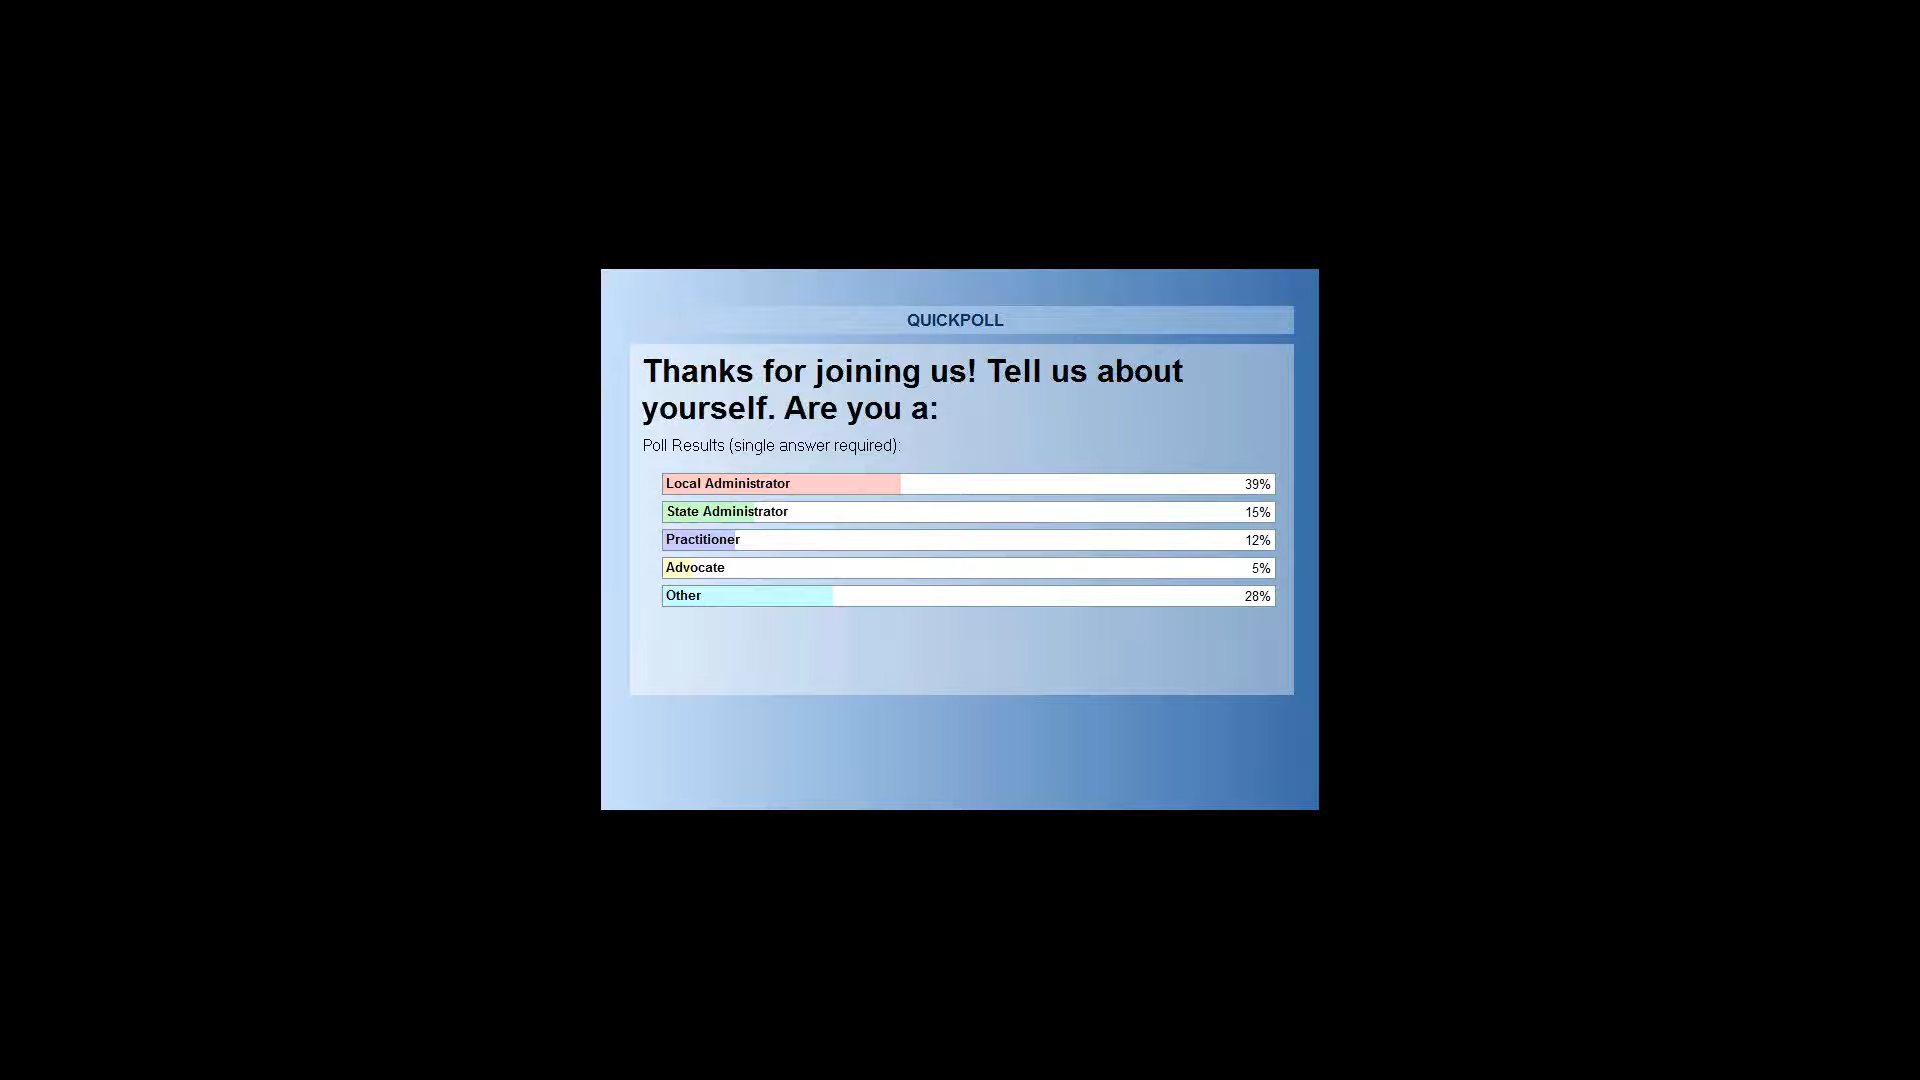 QUICKPOLL
Thanks for joining us! Tell us about
yourself. Are you a:
Poll Results (single answer required):
Local Administrator 39%
State Administrator 15%
Practitioner 12%
Advocate 5%
Other 28%